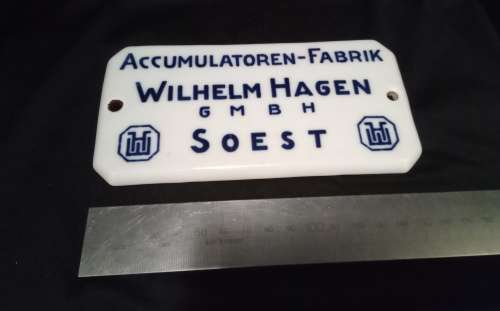 ACCUMULATOREN-FABRIK
WILHELM HAGEN
GMBH
SOEST